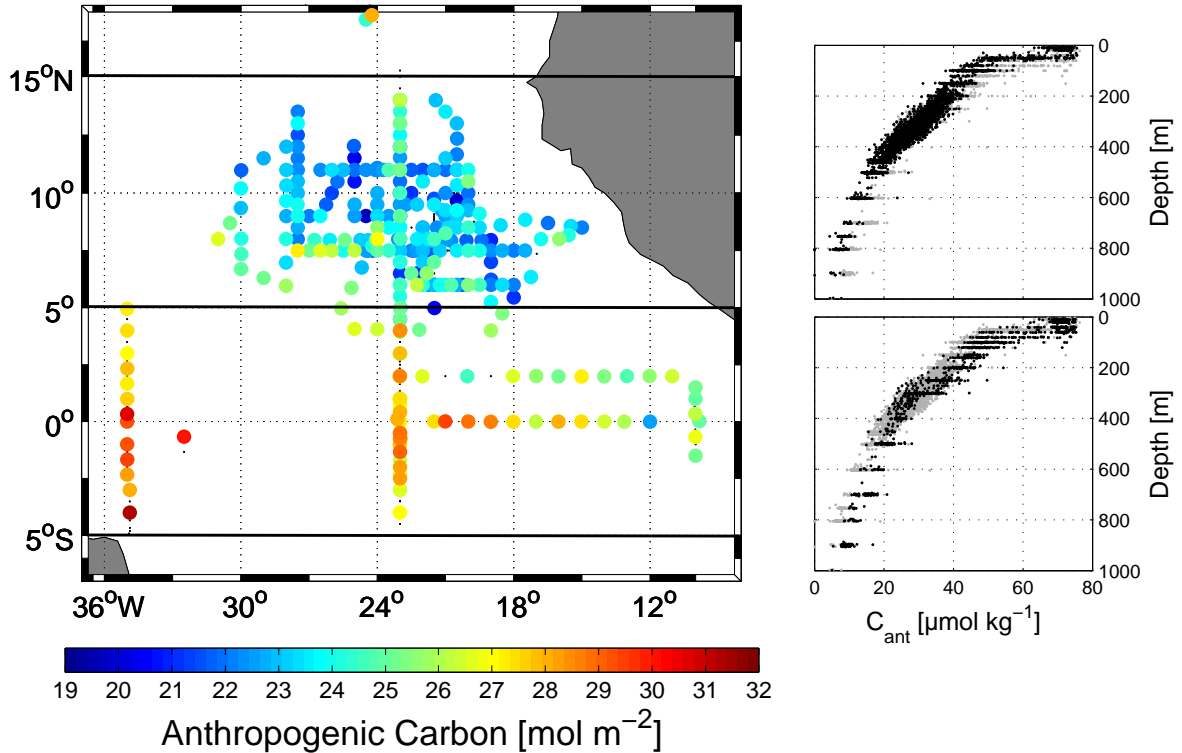 15°N
10°
5°
0°
5°S
36°W 30° 24° 18° 12°
19 20 21 22 23 24 25 26 27 28 29 30 31 32
Anthropogenic Carbon [mol m⁻²]
0
200
400
600
800
1000
Depth [m]
0
200
400
600
800
1000
Depth [m]
0 20 40 60 80
C_ant [µmol kg⁻¹]